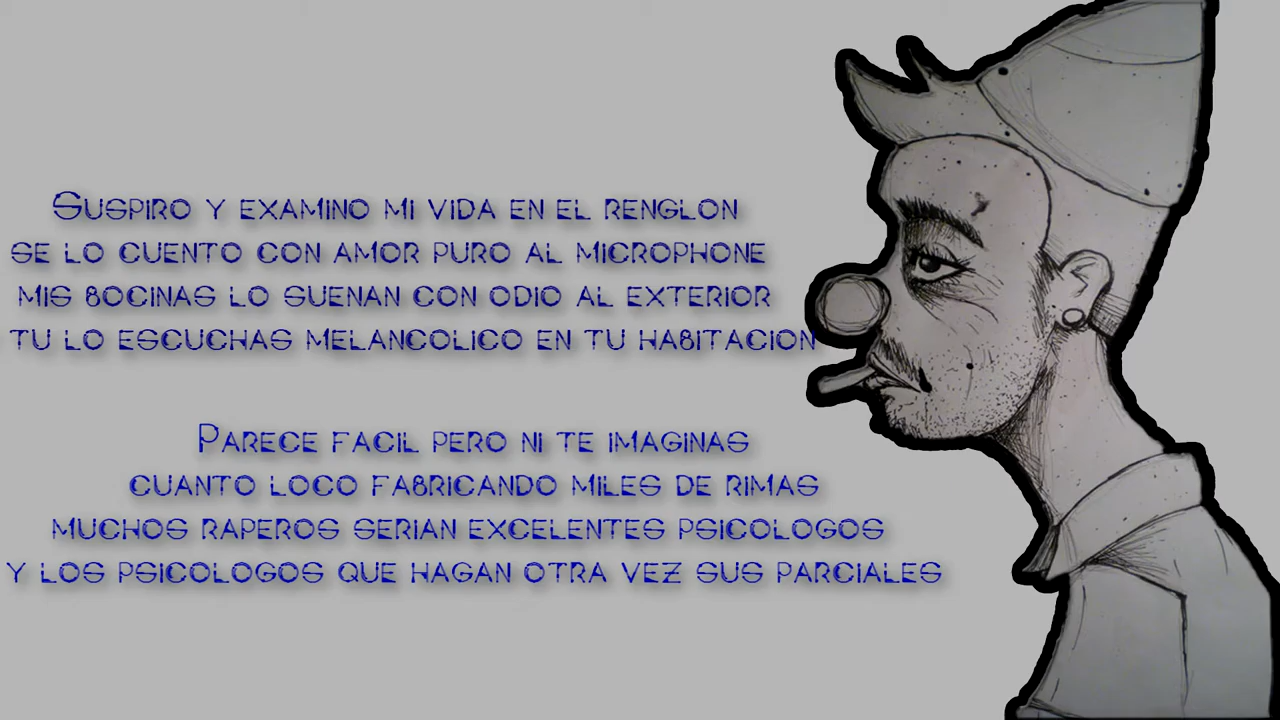 Suspiro y examino mi vida en el renglon
se lo cuento con amor puro al microphone
mis bocinas lo suenan con odio al exterior
tu lo escuchas melancolico en tu habitacion
Parece facil pero ni te imaginas
cuanto loco fabricando miles de rimas
muchos raperos serian excelentes psicologos
y los psicologos que hagan otra vez sus parciales